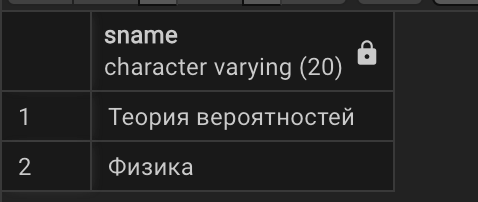 sname
character varying (20)
1 Теория вероятностей
2 Физика